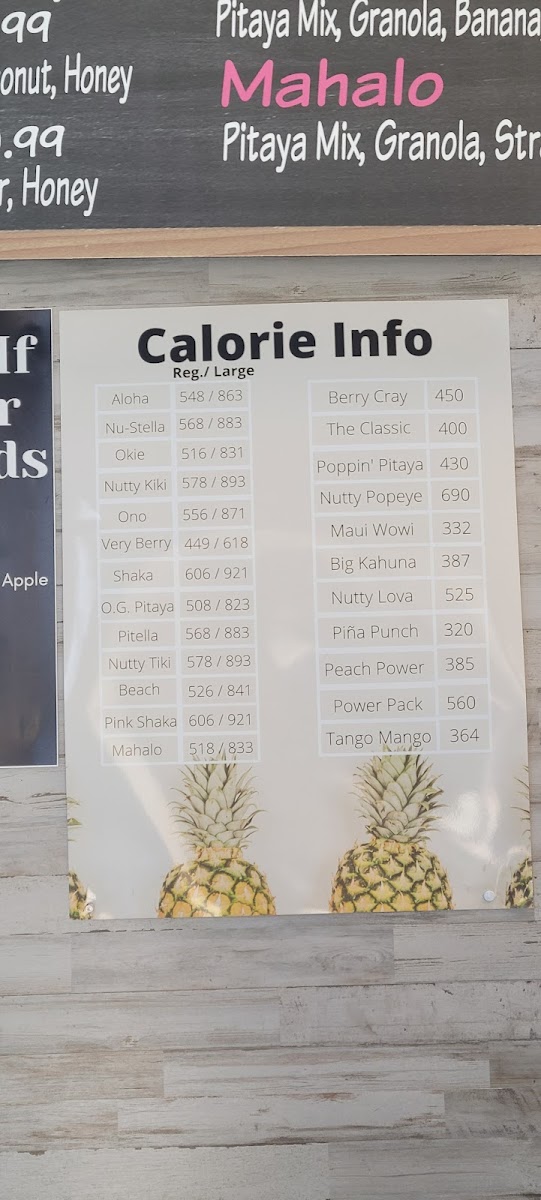 .99
Pitaya Mix, Granola, Banana
onut, Honey
Mahalo
.99
Pitaya Mix, Granola, Str
r, Honey
If
r
ds
Apple
Calorie Info
Reg./ Large
Aloha 548 / 863
Nu-Stella 568 / 883
Okie 516 / 831
Nutty Kiki 578 / 893
Ono 556 / 871
Very Berry 449 / 618
Shaka 606 / 921
O.G. Pitaya 508 / 823
Pitella 568 / 883
Nutty Tiki 578 / 893
Beach 526 / 841
Pink Shaka 606 / 921
Mahalo 518 / 833
Berry Cray 450
The Classic 400
Poppin' Pitaya 430
Nutty Popeye 690
Maui Wowi 332
Big Kahuna 387
Nutty Lova 525
Piña Punch 320
Peach Power 385
Power Pack 560
Tango Mango 364